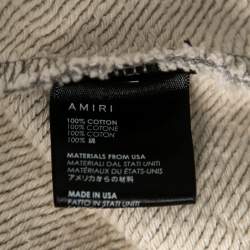 AMIRI
100% COTTON
100% COTONE
100% COTON
100% 綿
MATERIALS FROM USA
MATERIALI DA STATI UNITI
MATÉRIAUX DU ÉTATS-UNIS
アメリカからの材料
MADE IN USA
FATTO IN STATI UNITI